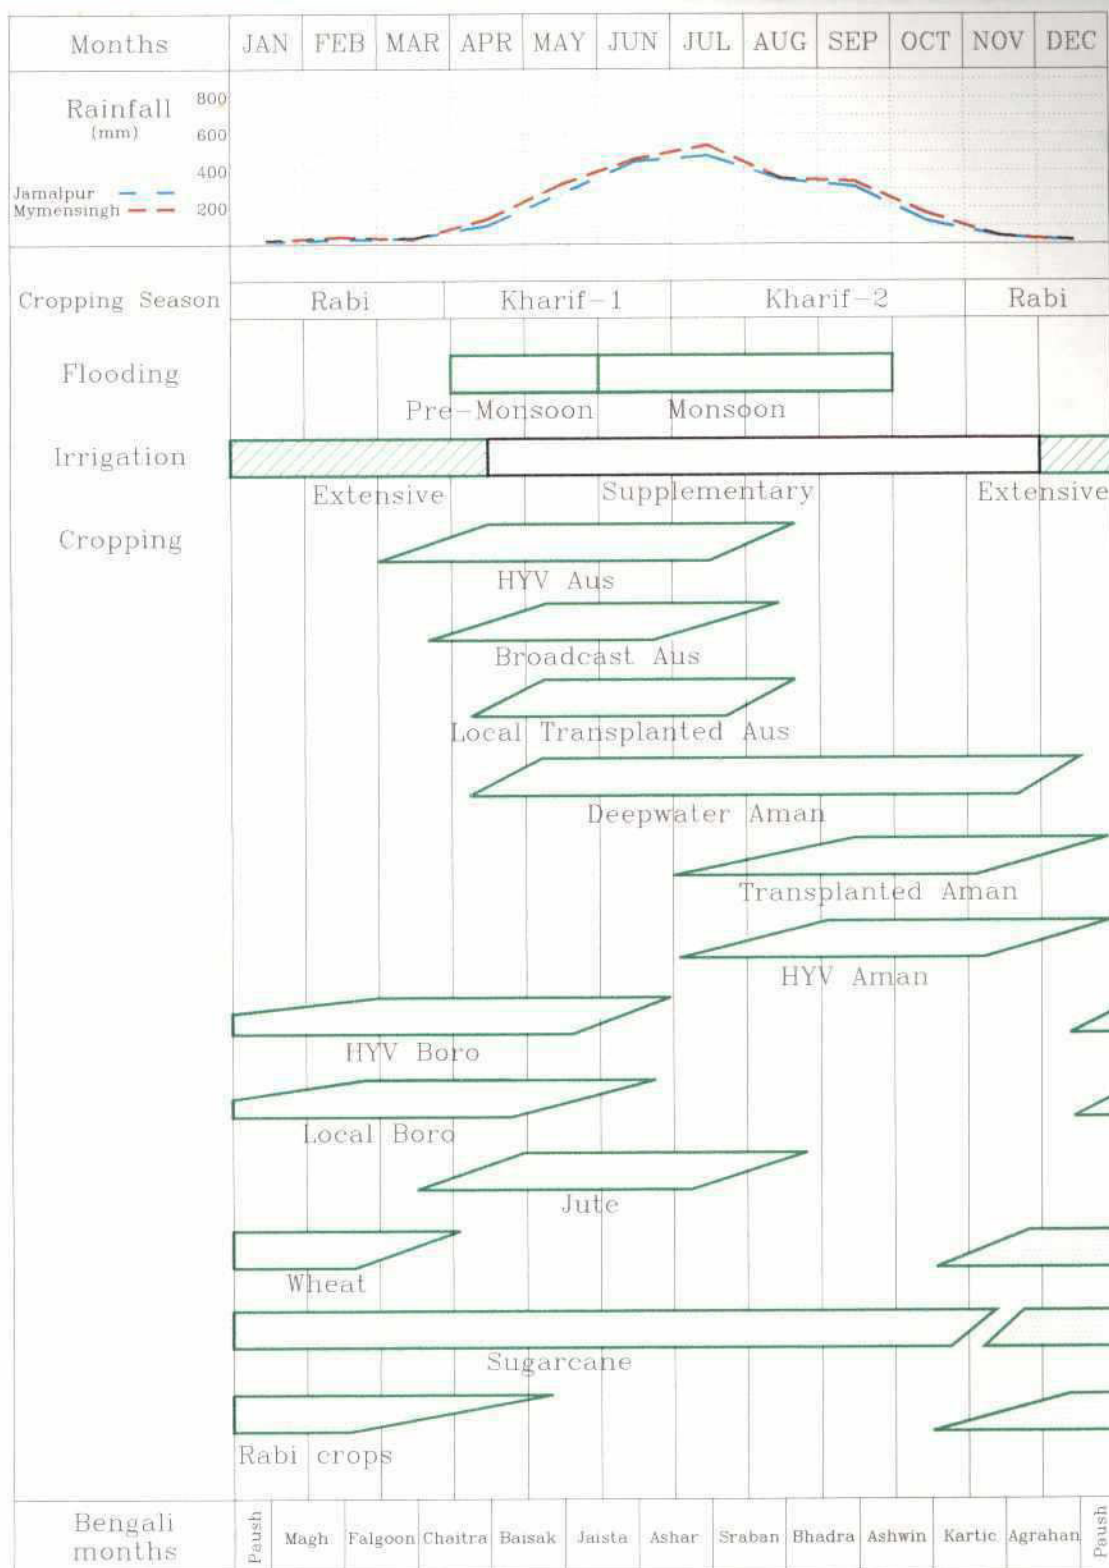 Months JAN FEB MAR APR MAY JUN JUL AUG SEP OCT NOV DEC
Rainfall
(mm)
800
600
400
200
Jamalpur
Mymensingh
Cropping Season Rabi Kharif-1 Kharif-2 Rabi
Flooding
Pre-Monsoon Monsoon
Irrigation
Extensive Supplementary Extensive
Cropping
HYV Aus
Broadcast Aus
Local Transplanted Aus
Deepwater Aman
Transplanted Aman
HYV Aman
HYV Boro
Local Boro
Jute
Wheat
Sugarcane
Rabi crops
Bengali
months
Paush Magh Falgoon Chaitra Baisak Jaista Ashar Sraban Bhadra Ashwin Kartic Agrahan Paush